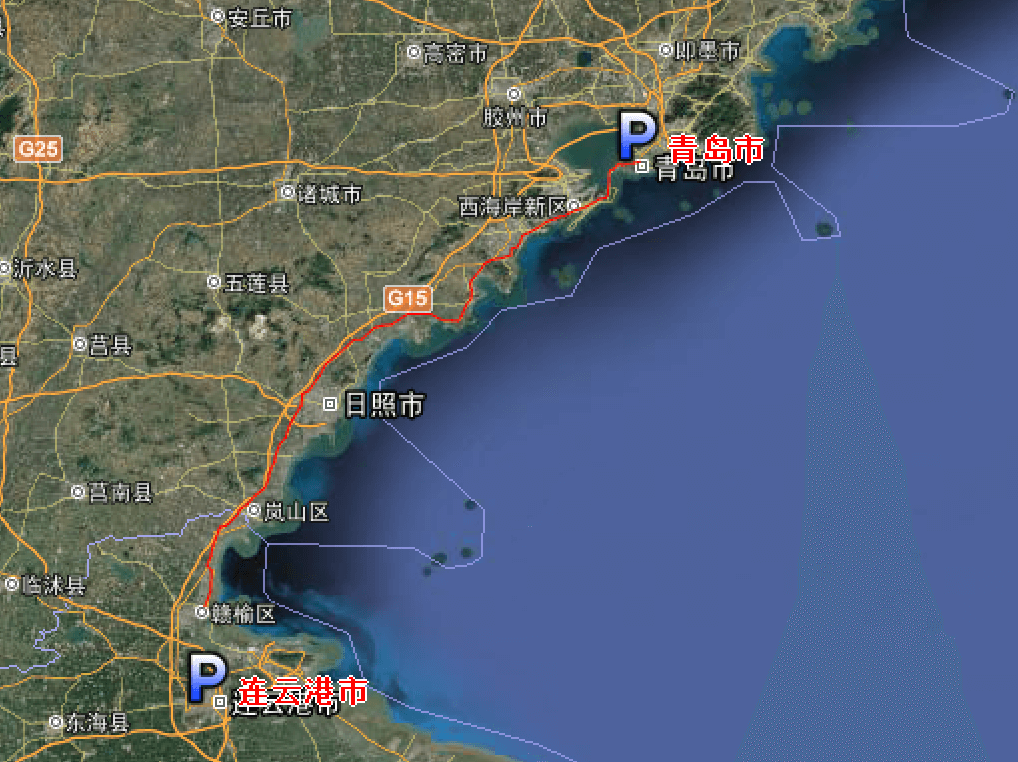 安丘市
高密市
即墨市
胶州市
G25
P
青岛市
青岛市
诸城市
西海岸新区
沂水县
五莲县
G15
莒县
县
日照市
莒南县
岚山区
临沭县
赣榆区
P
连云港市
连云港市
东海县